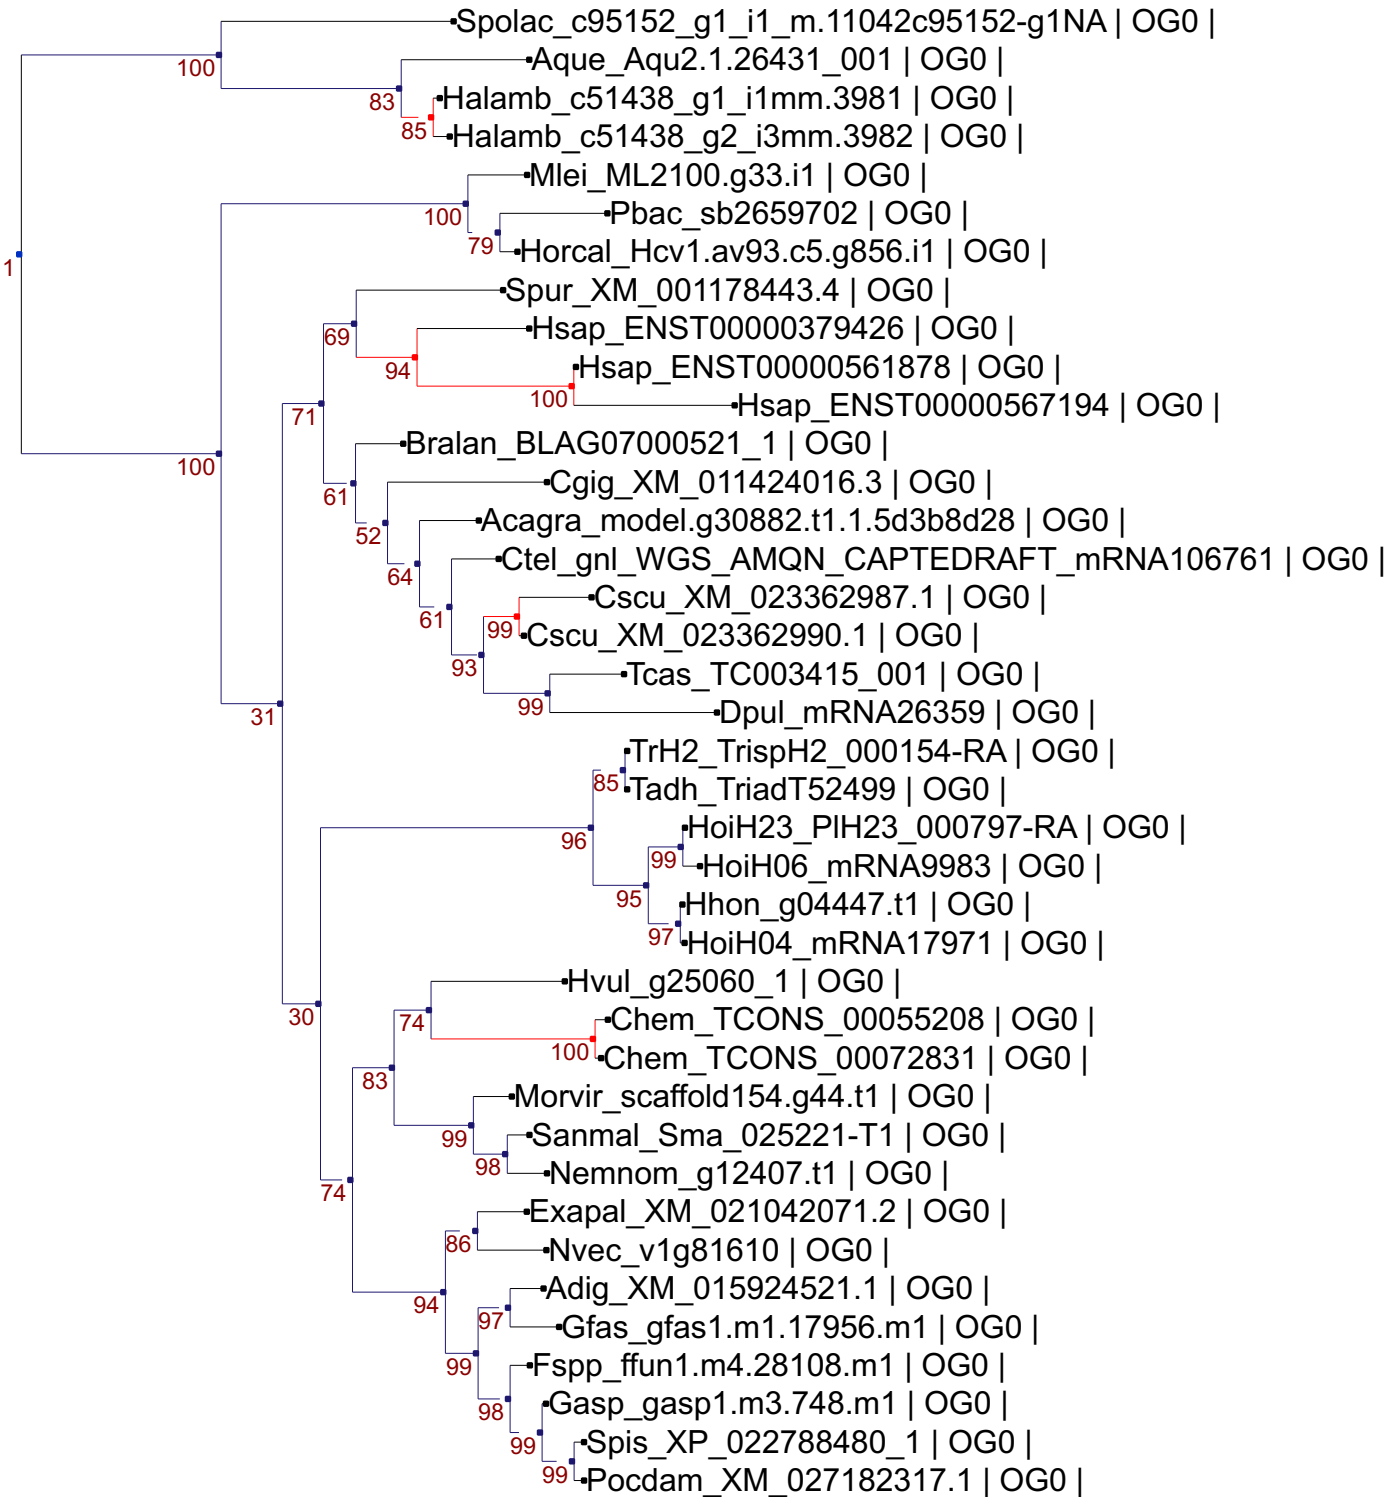 Spolac_c95152_g1_i1_m.11042c95152-g1NA | OG0 |
100
Aque_Aqu2.1.26431_001 | OG0 |
83
Halamb_c51438_g1_i1mm.3981 | OG0 |
85
Halamb_c51438_g2_i3mm.3982 | OG0 |
Mlei_ML2100.g33.i1 | OG0 |
100
Pbac_sb2659702 | OG0 |
79
Horcal_Hcv1.av93.c5.g856.i1 | OG0 |
1
Spur_XM_001178443.4 | OG0 |
69
Hsap_ENST00000379426 | OG0 |
94
Hsap_ENST00000561878 | OG0 |
100
Hsap_ENST00000567194 | OG0 |
71
Bralan_BLAG07000521_1 | OG0 |
100
Cgig_XM_011424016.3 | OG0 |
61
Acagra_model.g30882.t1.1.5d3b8d28 | OG0 |
52
Ctel_gnl_WGS_AMQN_CAPTEDRAFT_mRNA106761 | OG0 |
64
Cscu_XM_023362987.1 | OG0 |
61
99
Cscu_XM_023362990.1 | OG0 |
93
Tcas_TC003415_001 | OG0 |
99
Dpul_mRNA26359 | OG0 |
31
TrH2_TrispH2_000154-RA | OG0 |
85
Tadh_TriadT52499 | OG0 |
HoiH23_PlH23_000797-RA | OG0 |
96
99
HoiH06_mRNA9983 | OG0 |
95
Hhon_g04447.t1 | OG0 |
97
HoiH04_mRNA17971 | OG0 |
Hvul_g25060_1 | OG0 |
30
74
Chem_TCONS_00055208 | OG0 |
100
Chem_TCONS_00072831 | OG0 |
83
Morvir_scaffold154.g44.t1 | OG0 |
99
Sanmal_Sma_025221-T1 | OG0 |
98
Nemnom_g12407.t1 | OG0 |
74
Exapal_XM_021042071.2 | OG0 |
86
Nvec_v1g81610 | OG0 |
Adig_XM_015924521.1 | OG0 |
94
97
Gfas_gfas1.m1.17956.m1 | OG0 |
99
Fspp_ffun1.m4.28108.m1 | OG0 |
98
Gasp_gasp1.m3.748.m1 | OG0 |
99
Spis_XP_022788480_1 | OG0 |
99
Pocdam_XM_027182317.1 | OG0 |